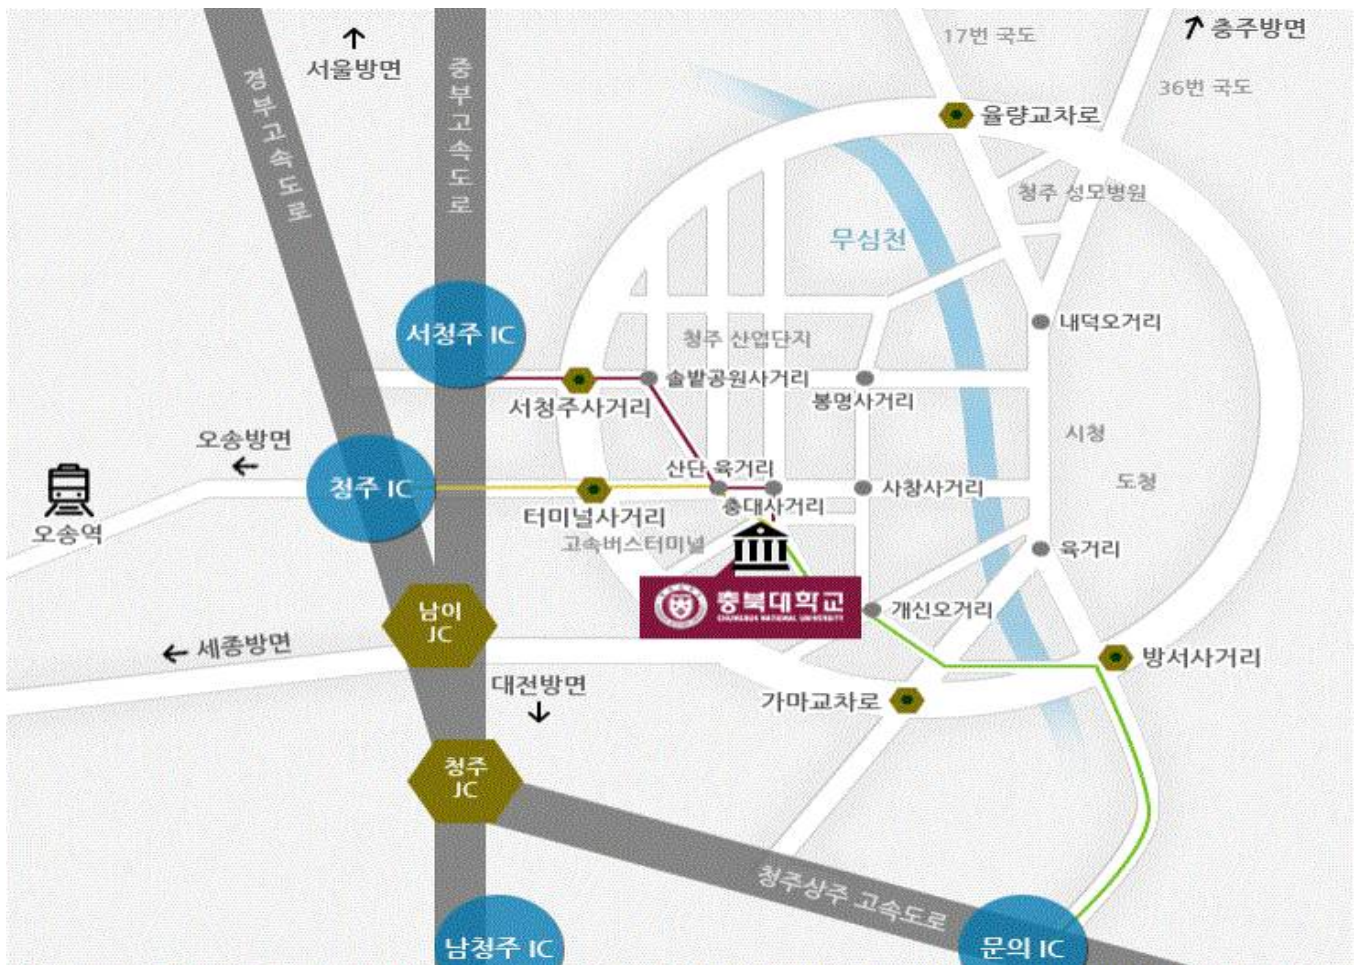 17번 국도
충주방면
서울방면
경부고속도로
중부고속도로
36번 국도
율량교차로
청주 성모병원
무심천
서청주 IC
내덕오거리
청주 산업단지
솔밭공원사거리
서청주사거리
봉명사거리
오송방면
시청
산단 육거리
청주 IC
사창사거리
도청
오송역
터미널사거리
충대사거리
고속버스터미널
육거리
충북대학교
CHUNGBUK NATIONAL UNIVERSITY
개신오거리
남이
JC
세종방면
방서사거리
대전방면
가마교차로
청주
JC
청주상주 고속도로
남청주 IC
문의 IC